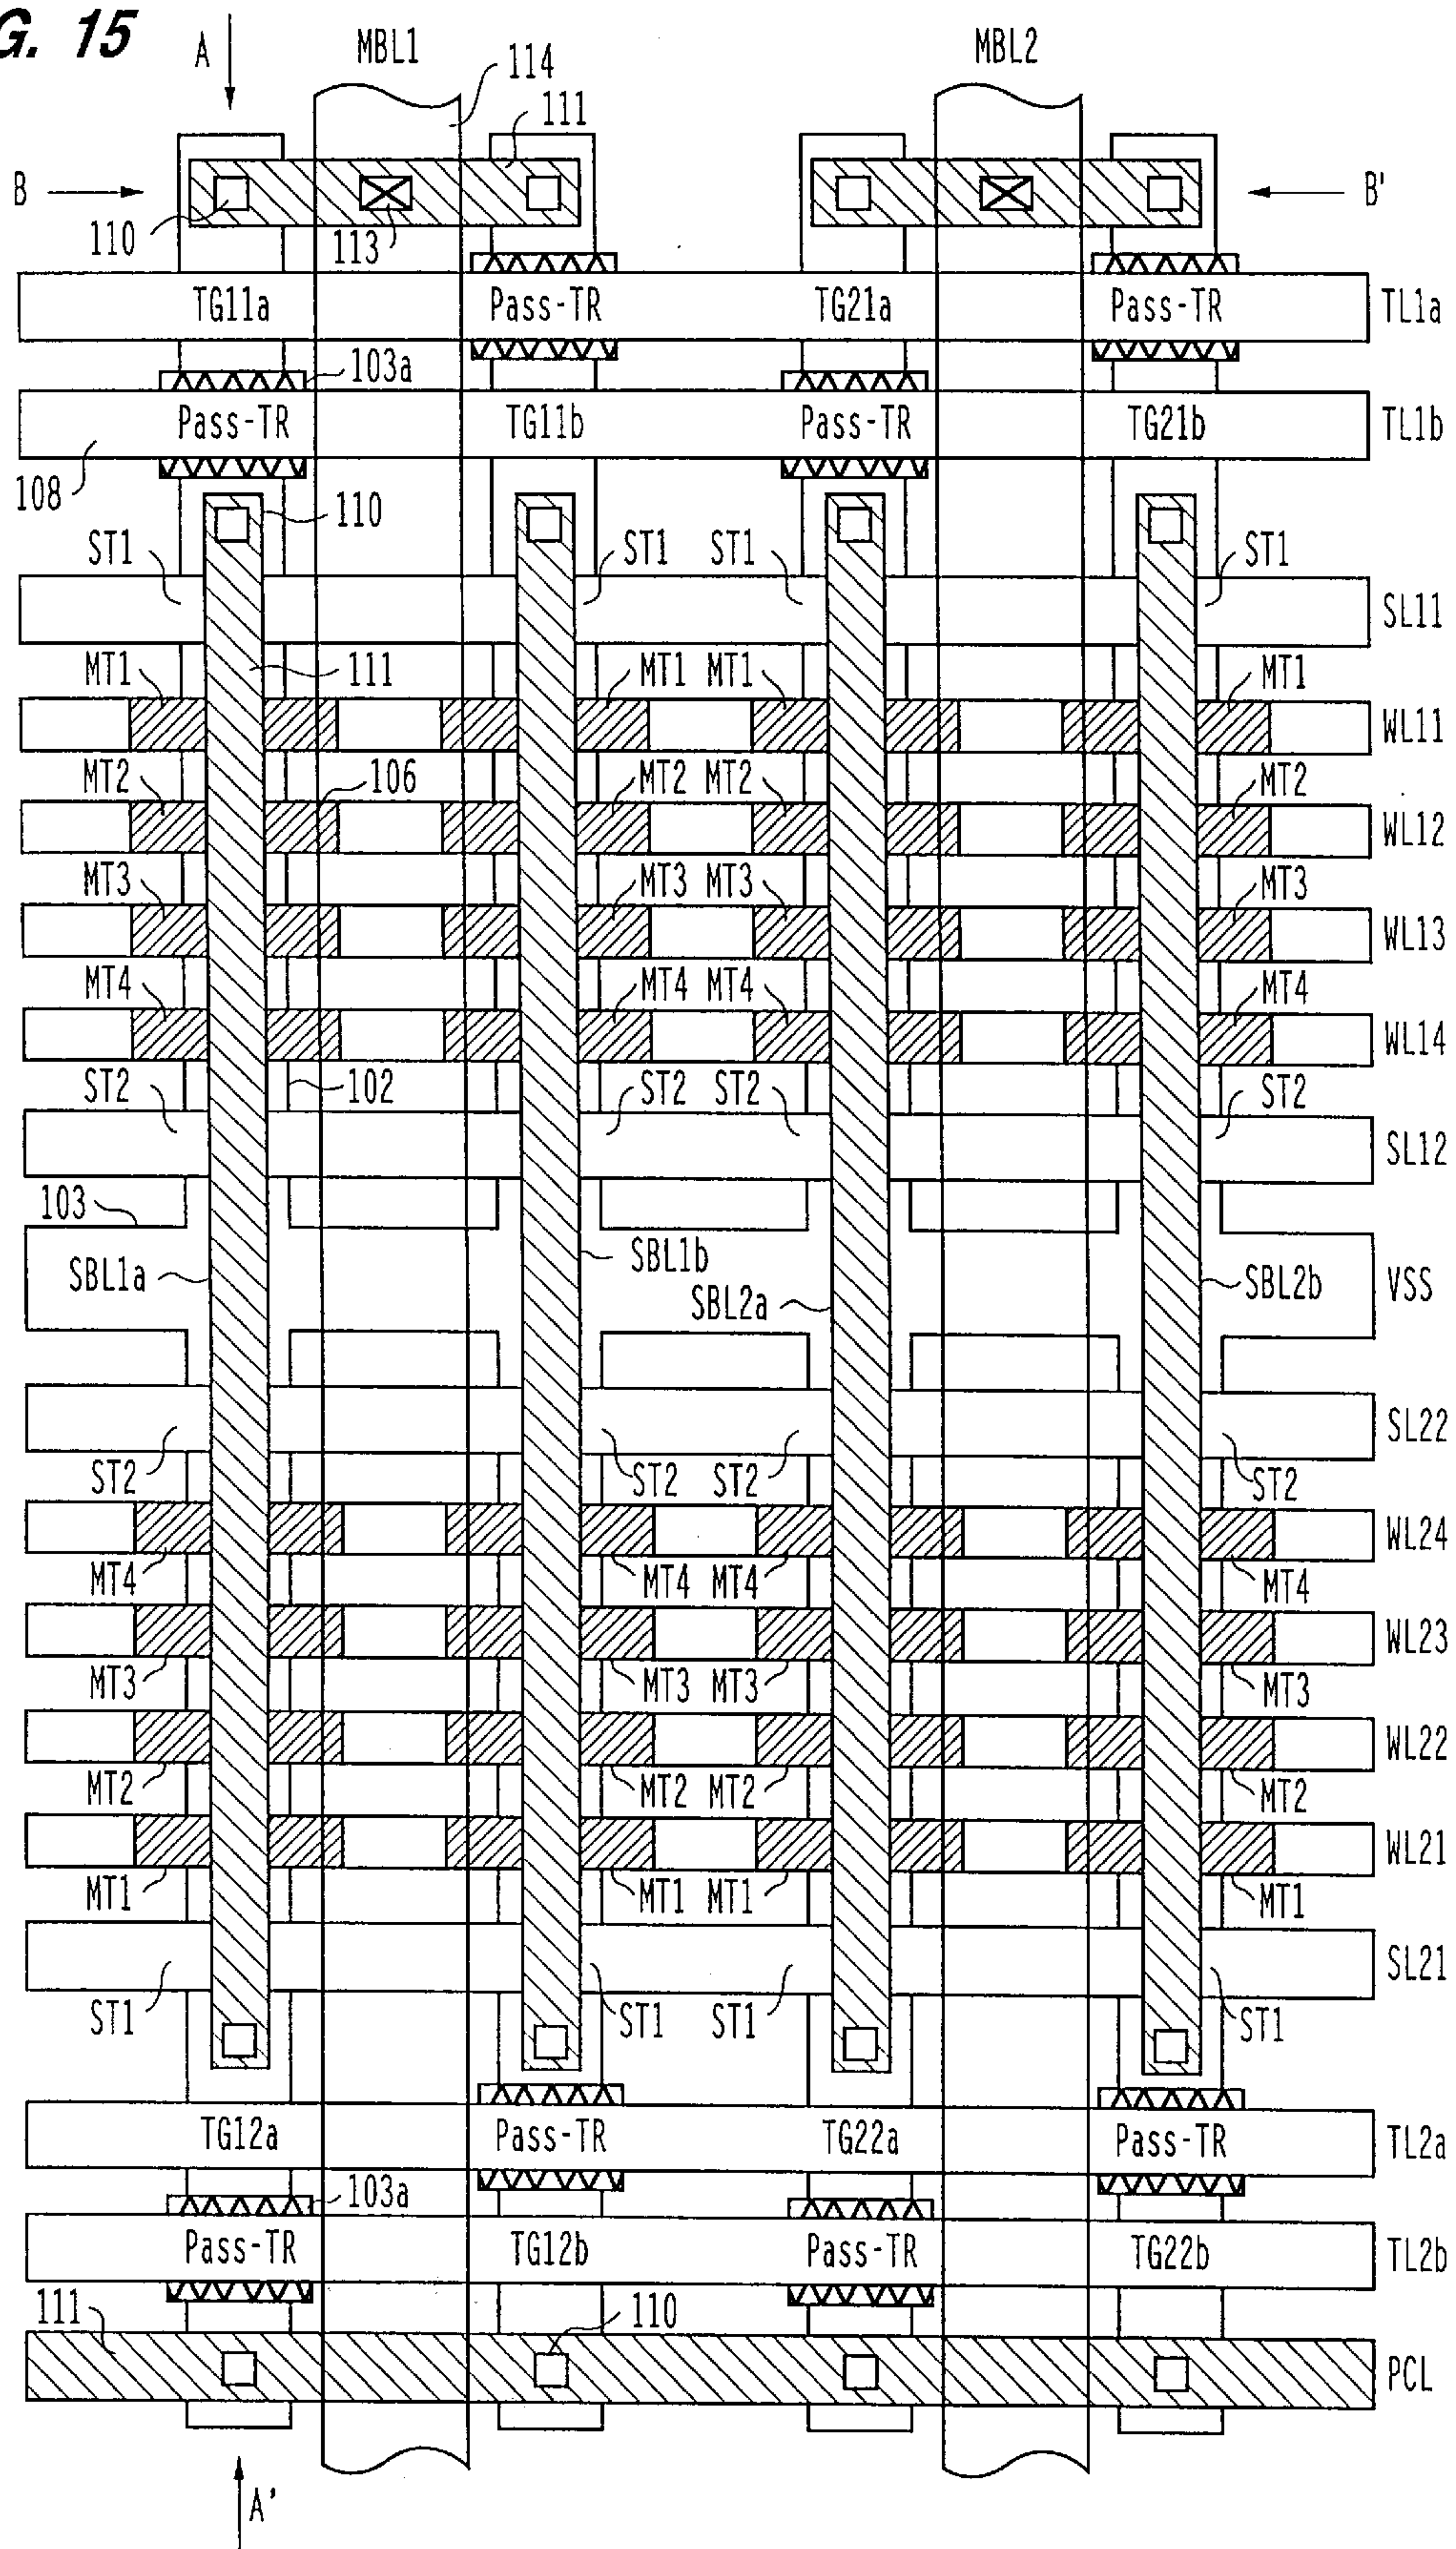 G. 15
A
MBL1
114
111
MBL2
B
110
113
B'
TG11a
Pass-TR
TG21a
Pass-TR
TL1a
103a
Pass-TR
TG11b
Pass-TR
TG21b
TL1b
108
110
ST1
ST1
ST1
ST1
SL11
MT1
111
MT1
MT1
MT1
WL11
MT2
106
MT2
MT2
MT2
WL12
MT3
MT3
MT3
MT3
WL13
MT4
MT4
MT4
MT4
WL14
ST2
102
ST2
ST2
ST2
SL12
103
SBL1a
SBL1b
SBL2a
SBL2b
VSS
SL22
ST2
ST2
ST2
ST2
WL24
MT4
MT4
MT4
MT4
WL23
MT3
MT3
MT3
MT3
WL22
MT2
MT2
MT2
MT2
WL21
MT1
MT1
MT1
MT1
SL21
ST1
ST1
ST1
ST1
TG12a
Pass-TR
TG22a
Pass-TR
TL2a
103a
Pass-TR
TG12b
Pass-TR
TG22b
TL2b
111
110
PCL
A'